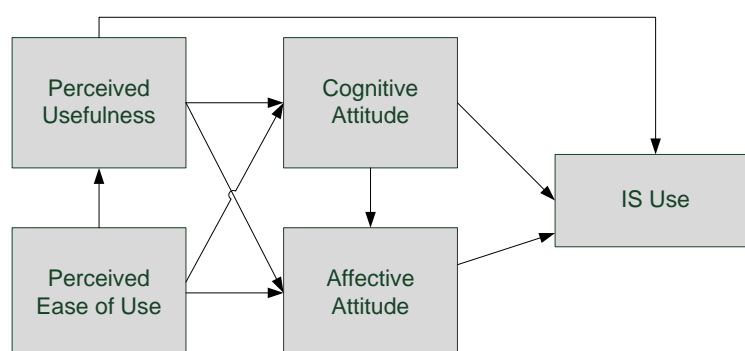 Perceived
Usefulness
Cognitive
Attitude
IS Use
Perceived
Ease of Use
Affective
Attitude